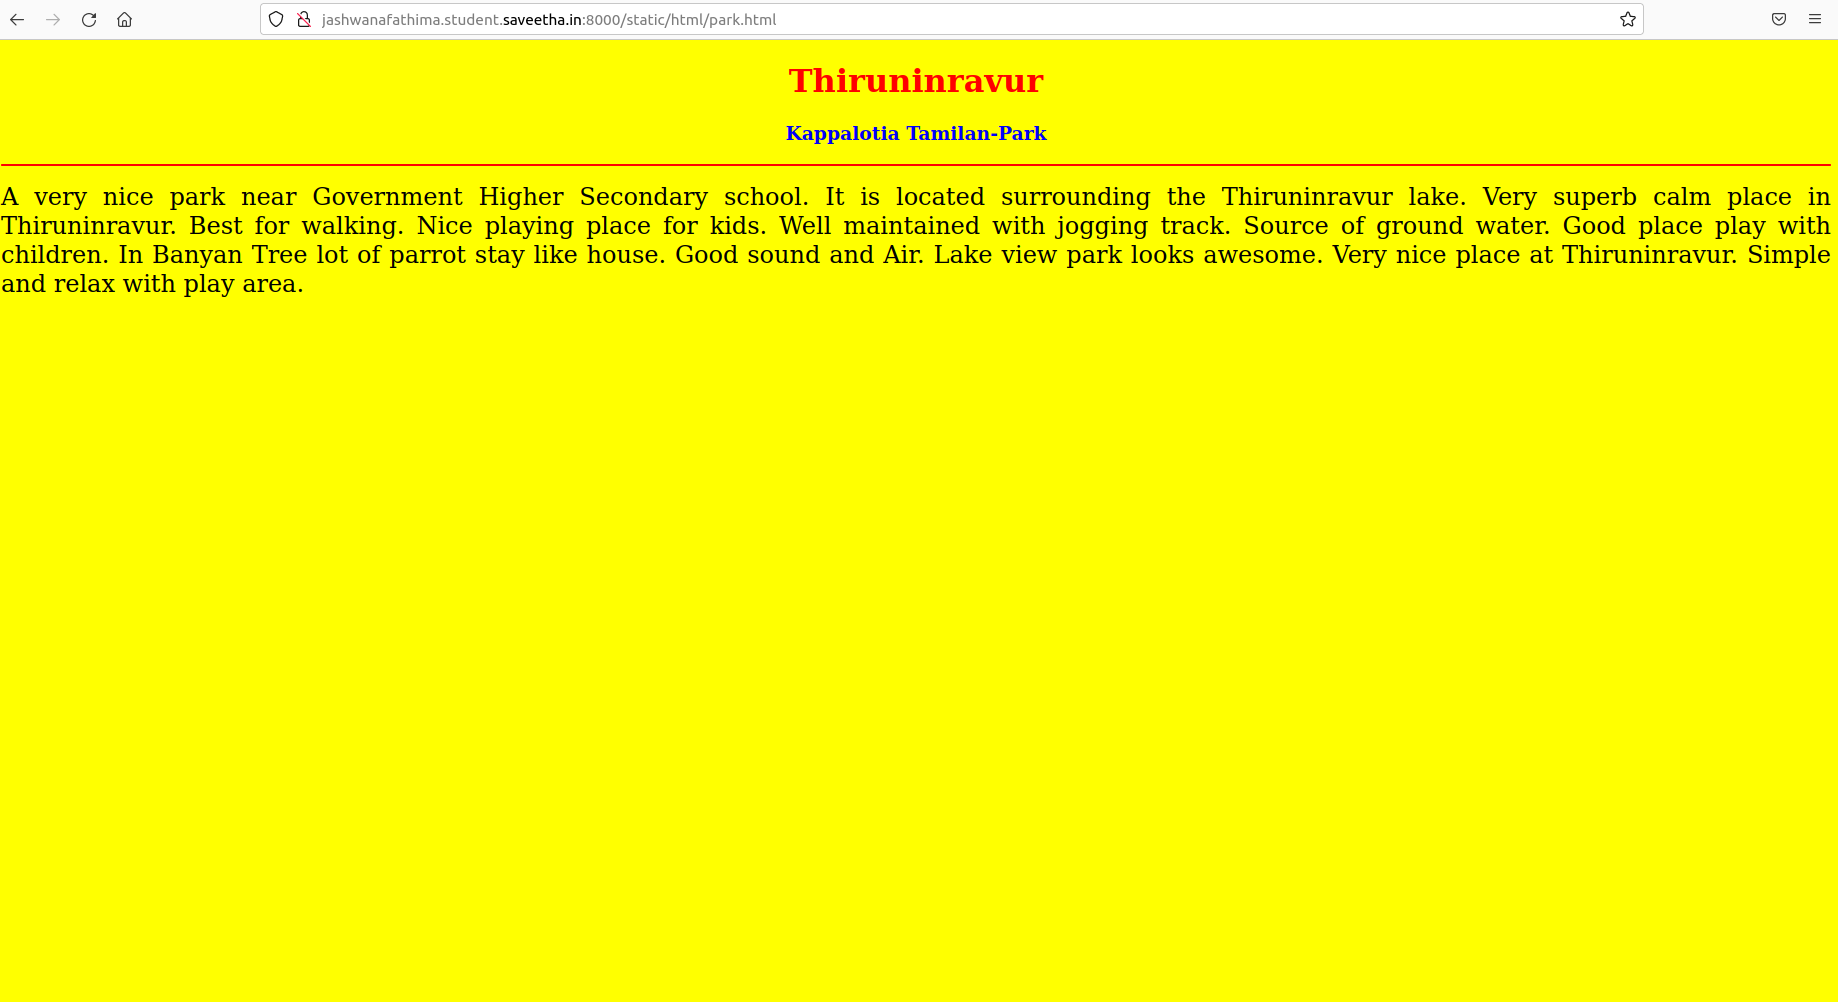 jashwanafathima.student.saveetha.in:8000/static/html/park.html
Thiruninravur
Kappalotia Tamilan-Park
A very nice park near Government Higher Secondary school. It is located surrounding the Thiruninravur lake. Very superb calm place in
Thiruninravur. Best for walking. Nice playing place for kids. Well maintained with jogging track. Source of ground water. Good place play with
children. In Banyan Tree lot of parrot stay like house. Good sound and Air. Lake view park looks awesome. Very nice place at Thiruninravur. Simple
and relax with play area.